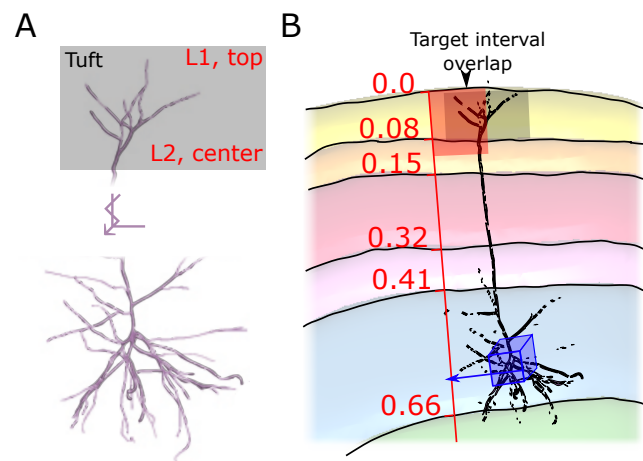 A
Tuft
L1, top
L2, center
B
Target interval
overlap
0.0
0.08
0.15
0.32
0.41
0.66